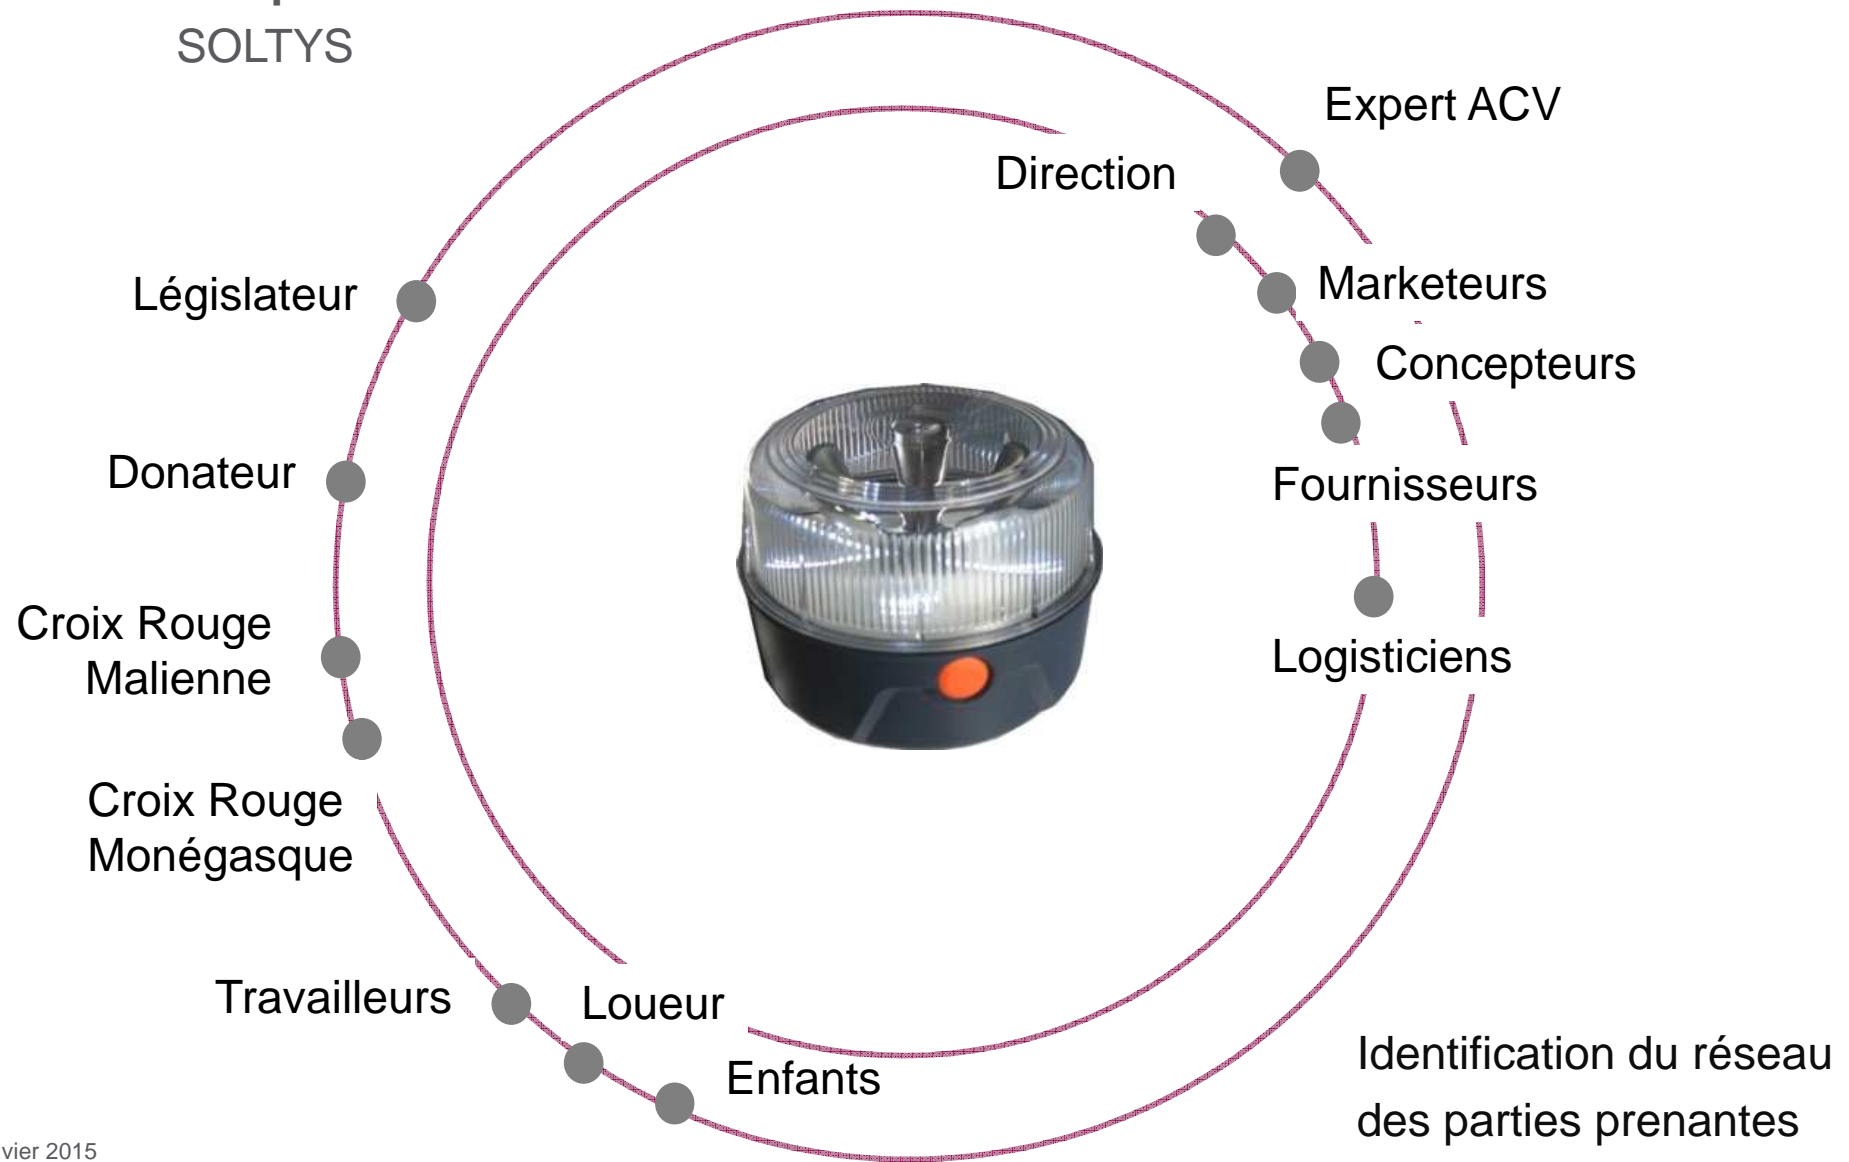 SOLTYS
Expert ACV
Direction
Législateur
Marketeurs
Concepteurs
Donateur
Fournisseurs
Croix Rouge
Malienne
Logisticiens
Croix Rouge
Monégasque
Travailleurs
Loueur
Enfants
Identification du réseau
des parties prenantes
vier 2015